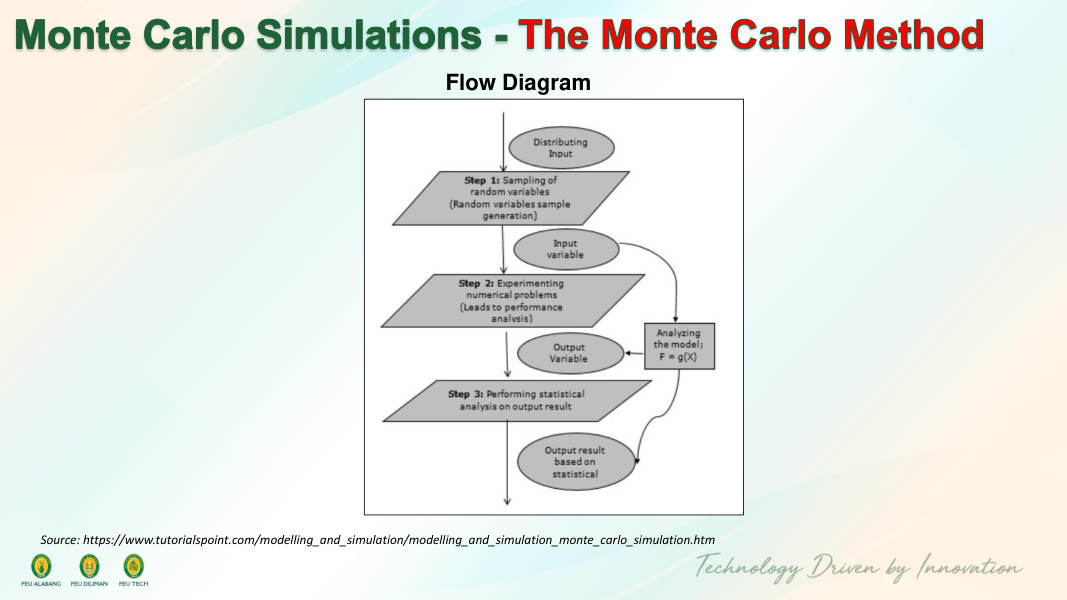 Monte Carlo Simulations - The Monte Carlo Method
Flow Diagram
Distributing
Input
Step 1: Sampling of
random variables
(Random variables sample
generation)
Input
variable
Step 2: Experimenting
numerical problems
(Leads to performance
analysis)
Analyzing
the model;
F = g(X)
Output
Variable
Step 3: Performing statistical
analysis on output result
Output result
based on
statistical
Source: https://www.tutorialspoint.com/modelling_and_simulation/modelling_and_simulation_monte_carlo_simulation.htm
FEU ALABANG FEU DILIMAN FEU TECH
Technology Driven by Innovation